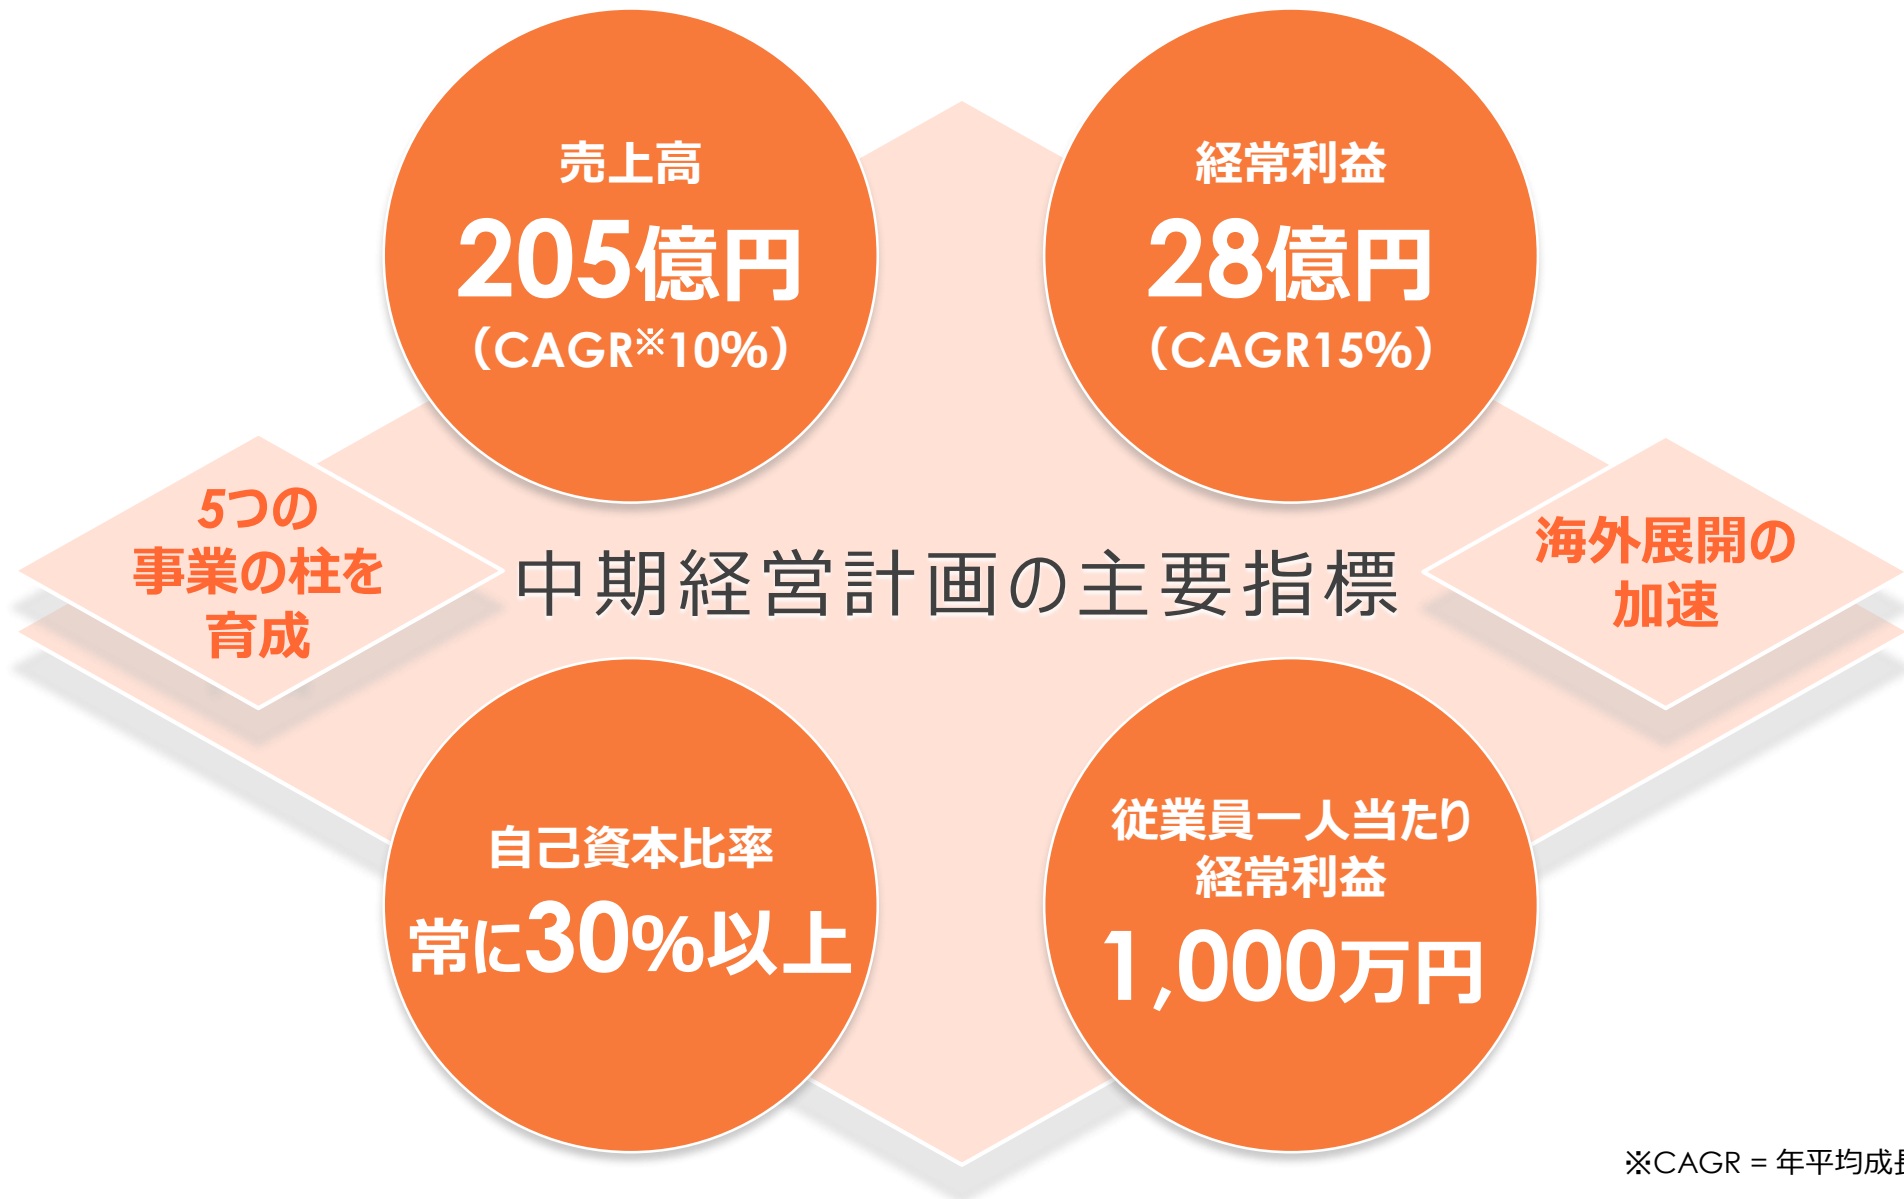 売上高
205億円
（CAGR※10%）
経常利益
28億円
（CAGR15%）
5つの
事業の柱を
育成
中期経営計画の主要指標
海外展開の
加速
自己資本比率
常に30%以上
従業員一人当たり
経常利益
1,000万円
※CAGR = 年平均成長